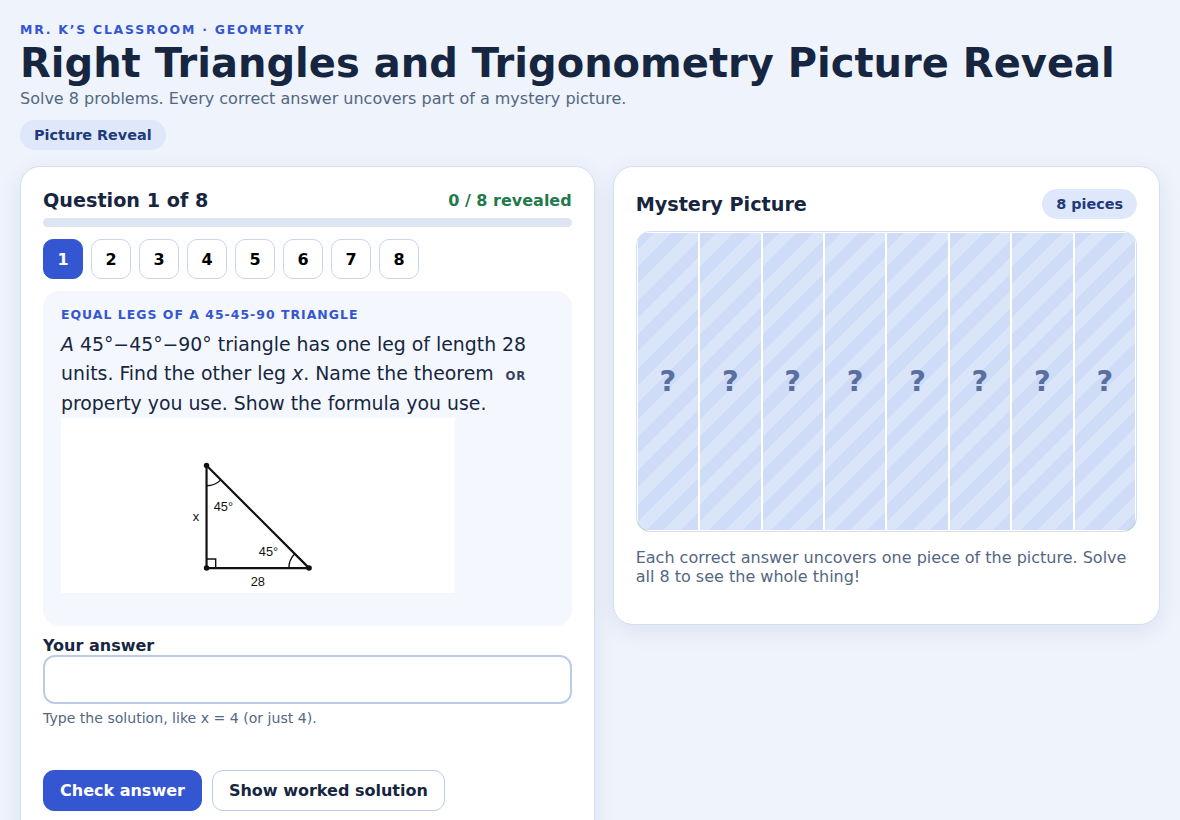 MR. K’S CLASSROOM · GEOMETRY
Right Triangles and Trigonometry Picture Reveal
Solve 8 problems. Every correct answer uncovers part of a mystery picture.
Picture Reveal
Question 1 of 8
0 / 8 revealed
1 2 3 4 5 6 7 8
EQUAL LEGS OF A 45-45-90 TRIANGLE
A 45°−45°−90° triangle has one leg of length 28
units. Find the other leg x. Name the theorem OR
property you use. Show the formula you use.
45°
x
45°
28
Your answer
Type the solution, like x = 4 (or just 4).
Check answer
Show worked solution
Mystery Picture
8 pieces
? ? ? ? ? ? ? ?
Each correct answer uncovers one piece of the picture. Solve
all 8 to see the whole thing!